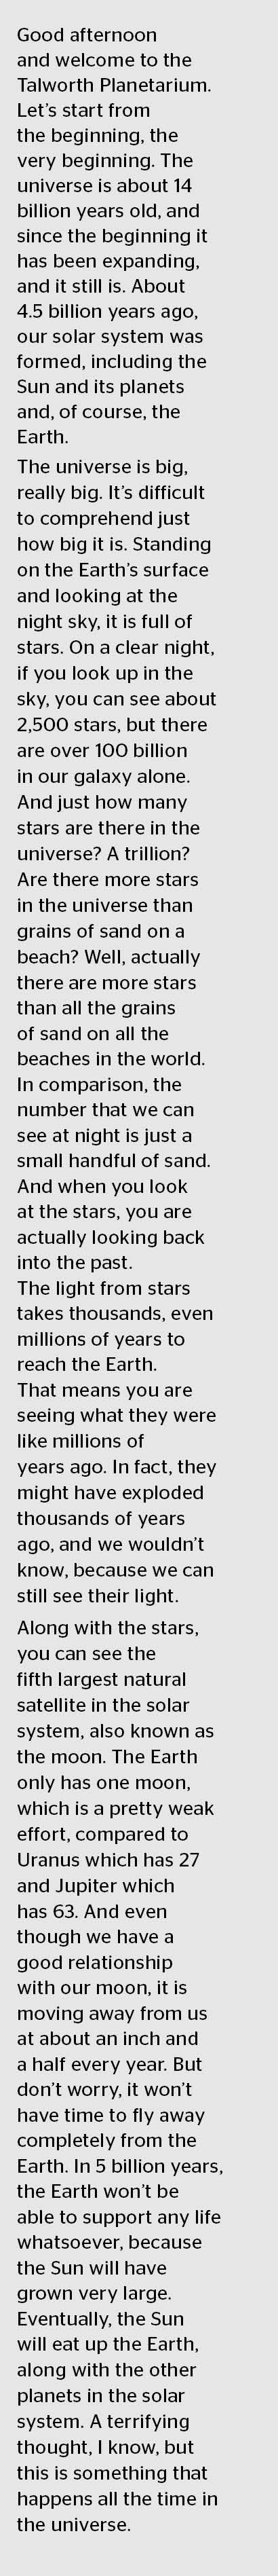 Good afternoon
and welcome to the
Talworth Planetarium.
Let’s start from
the beginning, the
very beginning. The
universe is about 14
billion years old, and
since the beginning it
has been expanding,
and it still is. About
4.5 billion years ago,
our solar system was
formed, including the
Sun and its planets
and, of course, the
Earth.
The universe is big,
really big. It’s difficult
to comprehend just
how big it is. Standing
on the Earth’s surface
and looking at the
night sky, it is full of
stars. On a clear night,
if you look up in the
sky, you can see about
2,500 stars, but there
are over 100 billion
in our galaxy alone.
And just how many
stars are there in the
universe? A trillion?
Are there more stars
in the universe than
grains of sand on a
beach? Well, actually
there are more stars
than all the grains
of sand on all the
beaches in the world.
In comparison, the
number that we can
see at night is just a
small handful of sand.
And when you look
at the stars, you are
actually looking back
into the past.
The light from stars
takes thousands, even
millions of years to
reach the Earth.
That means you are
seeing what they were
like millions of
years ago. In fact, they
might have exploded
thousands of years
ago, and we wouldn’t
know, because we can
still see their light.
Along with the stars,
you can see the
fifth largest natural
satellite in the solar
system, also known as
the moon. The Earth
only has one moon,
which is a pretty weak
effort, compared to
Uranus which has 27
and Jupiter which
has 63. And even
though we have a
good relationship
with our moon, it is
moving away from us
at about an inch and
a half every year. But
don’t worry, it won’t
have time to fly away
completely from the
Earth. In 5 billion years,
the Earth won’t be
able to support any life
whatsoever, because
the Sun will have
grown very large.
Eventually, the Sun
will eat up the Earth,
along with the other
planets in the solar
system. A terrifying
thought, I know, but
this is something that
happens all the time in
the universe.